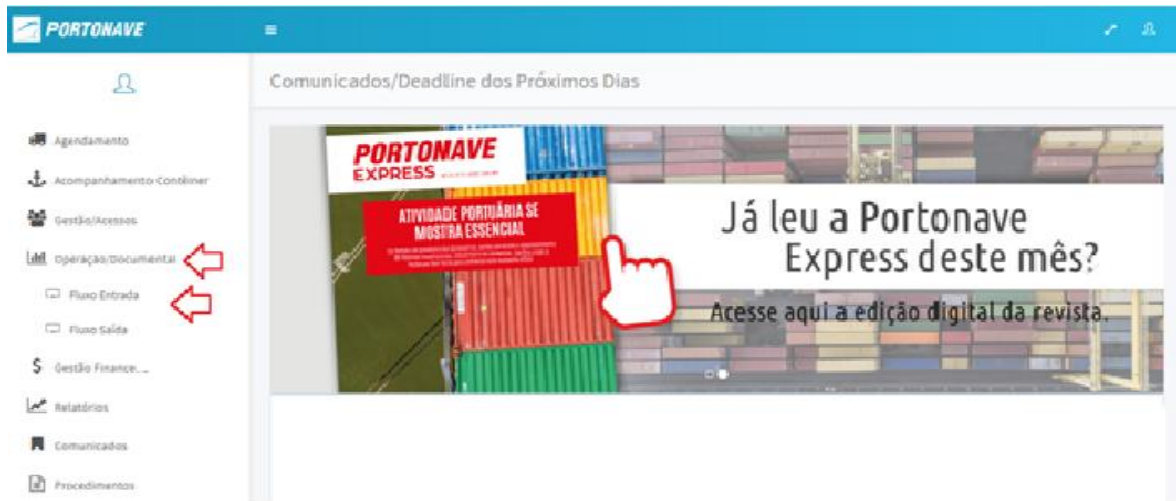 PORTONAVE
Comunicados/Deadline dos Próximos Dias
Agendamento
Acompanhamento Contêiner
Gestão/Acessos
Operação/Documental
Fluxo Entrada
Fluxo Saída
$ Gestão Finance...
Relatórios
Comunicados
Procedimentos
PORTONAVE
EXPRESS
ATIVIDADE PORTUÁRIA SE
MOSTRA ESSENCIAL
Já leu a Portonave
Express deste mês?
Acesse aqui a edição digital da revista.